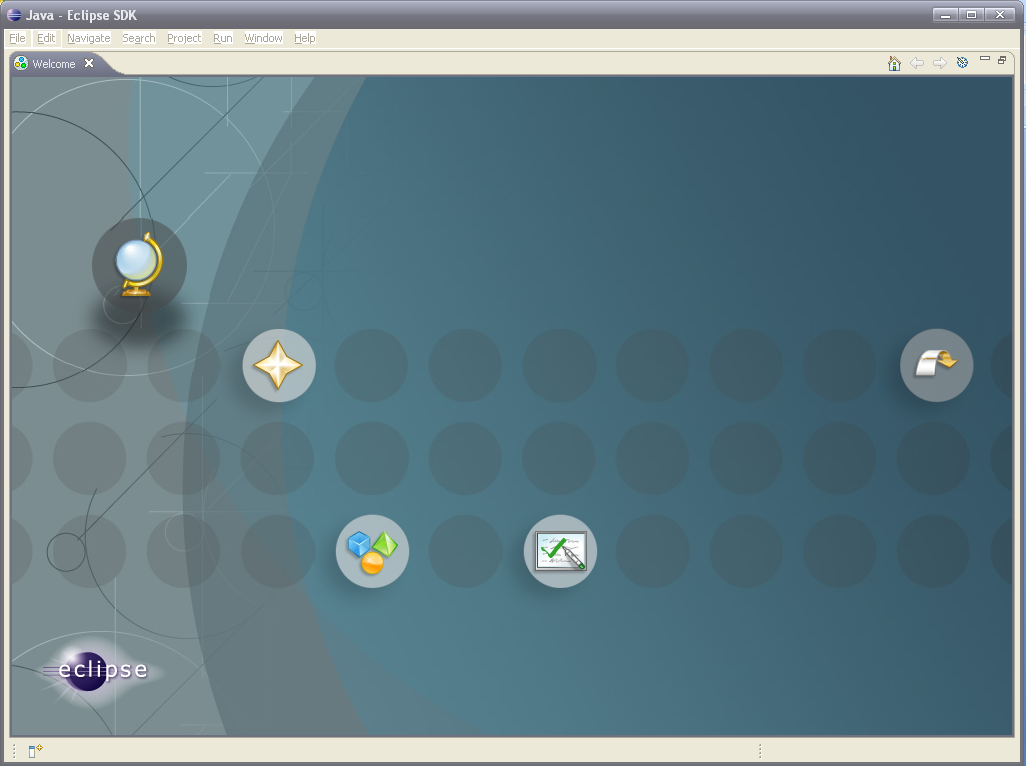 Java - Eclipse SDK
File Edit Navigate Search Project Run Window Help
Welcome
eclipse